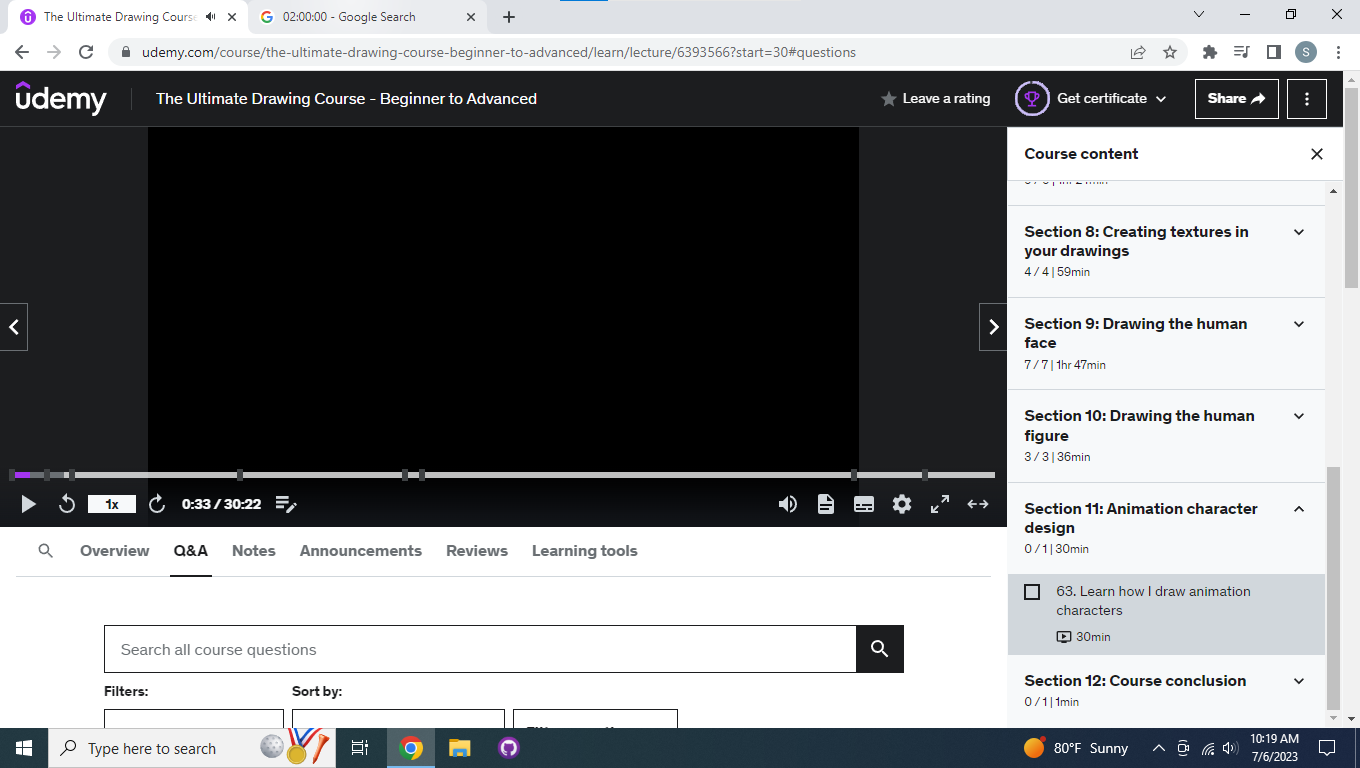 The Ultimate Drawing Course
02:00:00 - Google Search
udemy.com/course/the-ultimate-drawing-course-beginner-to-advanced/learn/lecture/6393566?start=30#questions
S
udemy
The Ultimate Drawing Course - Beginner to Advanced
Leave a rating
Get certificate
Share
Course content
Section 8: Creating textures in
your drawings
4 / 4 | 59min
Section 9: Drawing the human
face
7 / 7 | 1hr 47min
Section 10: Drawing the human
figure
3 / 3 | 36min
Section 11: Animation character
design
0 / 1 | 30min
63. Learn how I draw animation
characters
30min
Section 12: Course conclusion
0 / 1 | 1min
1x
0:33 / 30:22
Overview
Q&A
Notes
Announcements
Reviews
Learning tools
Search all course questions
Filters:
Sort by:
Type here to search
80°F Sunny
10:19 AM
7/6/2023